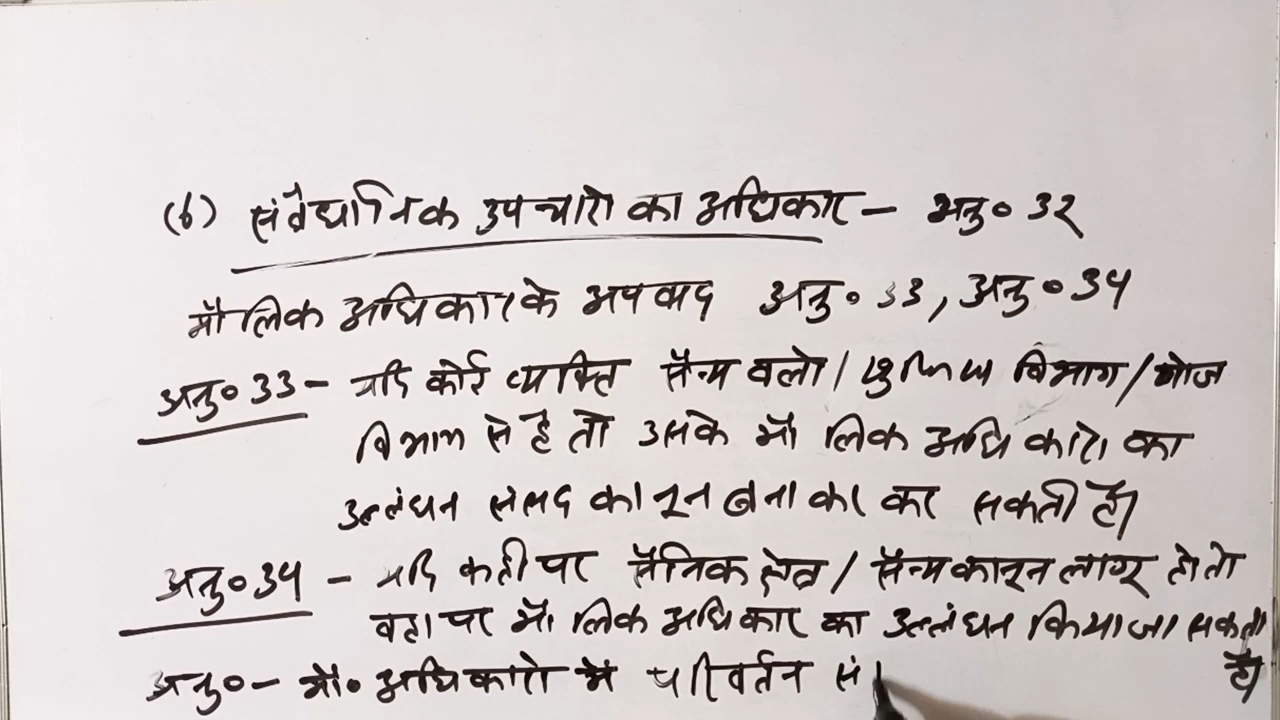 (6) संवैधानिक उपचारो का अधिकार – अनु० 32
मौलिक अधिकार के अपवाद अनु० 33, अनु० 34
अनु० 33 – यदि कोई व्यक्ति सैन्य बलो / पुलिस विभाग /
विभाग से है तो उसके मौलिक अधिकारो का
उल्लंघन संसद कानून बना कर कर सकती है।
अनु० 34 – यदि कही पर सैनिक क्षेत्र / सैन्य कानून लागू हो तो
वहा पर मौलिक अधिकार का उल्लंघन किया जा सकता
है।
अनु० – मौ० अधिकारो मे परिवर्तन सं